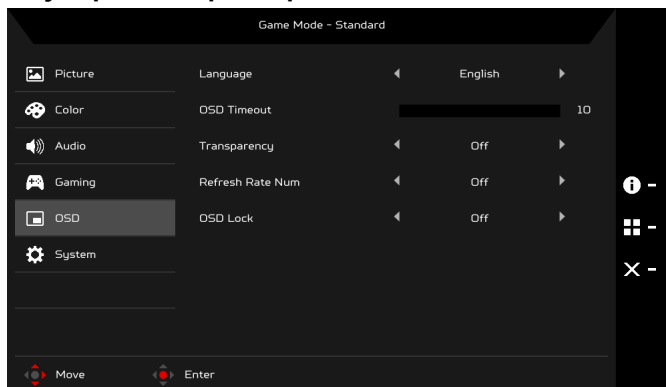 Game Mode - Standard
Picture
Language English
Color
OSD Timeout 10
Audio
Transparency Off
Gaming
Refresh Rate Num Off
OSD
OSD Lock Off
System
Move Enter